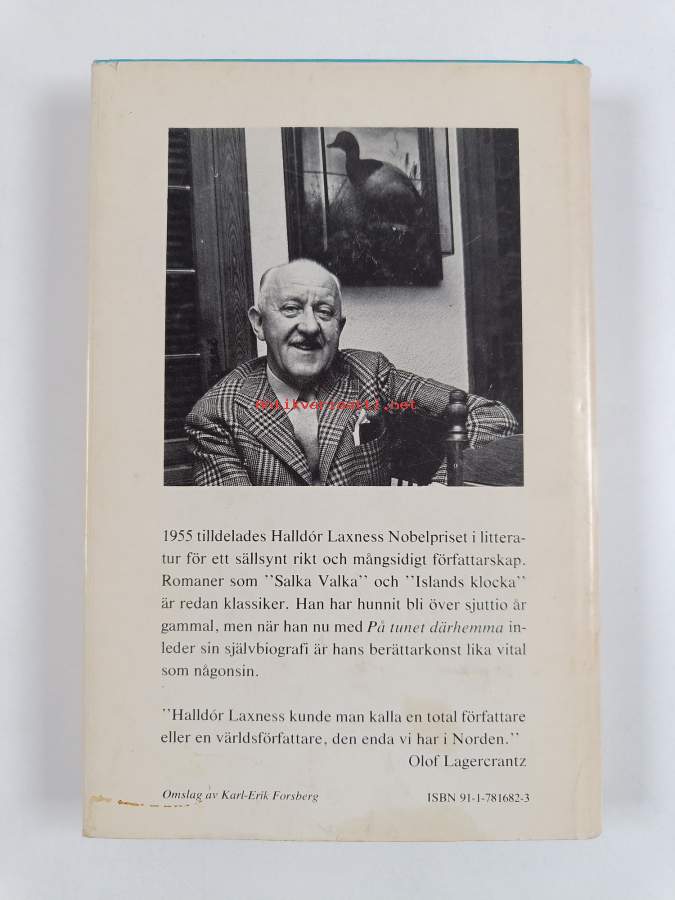 antikvariaatti.net
1955 tilldelades Halldór Laxness Nobelpriset i littera-
tur för ett sällsynt rikt och mångsidigt författarskap.
Romaner som ''Salka Valka'' och ''Islands klocka''
är redan klassiker. Han har hunnit bli över sjuttio år
gammal, men när han nu med På tunet därhemma in-
leder sin självbiografi är hans berättarkonst lika vital
som någonsin.
''Halldór Laxness kunde man kalla en total författare
eller en världsförfattare, den enda vi har i Norden.''
Olof Lagercrantz
Omslag av Karl-Erik Forsberg
ISBN 91-1-781682-3